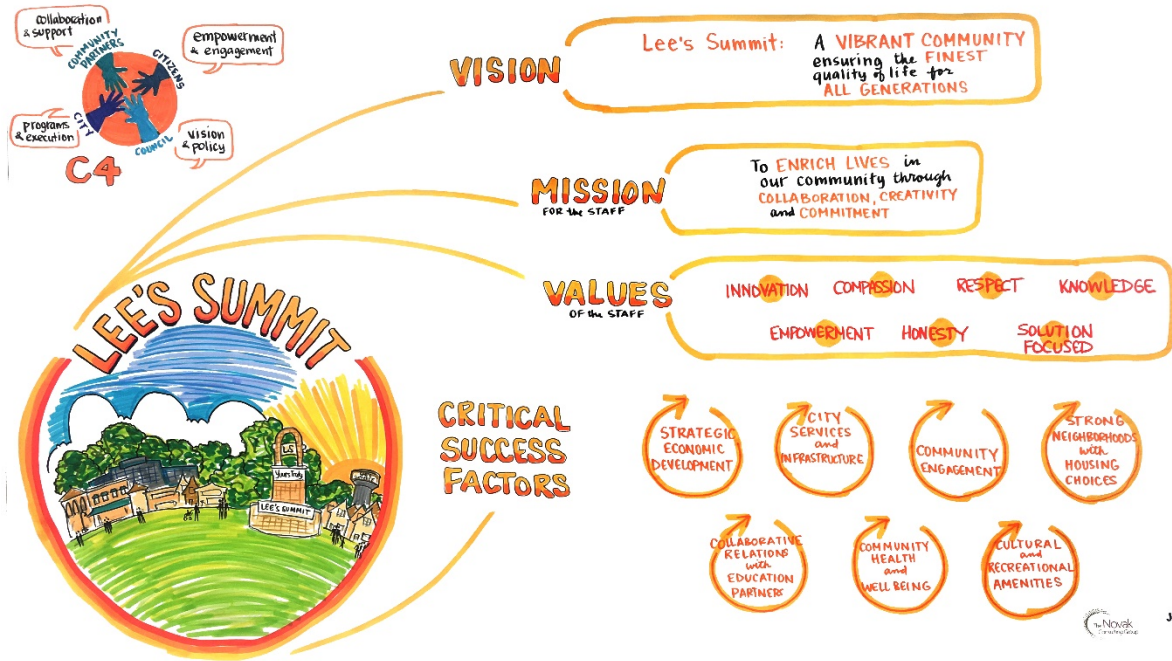 collaboration
& support
COMMUNITY
PARTNERS
CITIZENS
empowerment
& engagement
programs
& execution
CITY
COUNCIL
vision
& policy
C4
VISION
Lee's Summit: A VIBRANT COMMUNITY
ensuring the FINEST
quality of life for
ALL GENERATIONS
MISSION
FOR the STAFF
To ENRICH LIVES in
our community through
COLLABORATION, CREATIVITY
and COMMITMENT
VALUES
OF the STAFF
INNOVATION COMPASSION RESPECT KNOWLEDGE
EMPOWERMENT HONESTY SOLUTION
FOCUSED
LEE'S SUMMIT
LS
Yours Truly
LEE'S SUMMIT
CRITICAL
SUCCESS
FACTORS
STRATEGIC
ECONOMIC
DEVELOPMENT
CITY
SERVICES
and
INFRASTRUCTURE
COMMUNITY
ENGAGEMENT
STRONG
NEIGHBORHOODS
with
HOUSING
CHOICES
COLLABORATIVE
RELATIONS
with
EDUCATION
PARTNERS
COMMUNITY
HEALTH
and
WELL BEING
CULTURAL
and
RECREATIONAL
AMENITIES
The Novak
Consulting Group
J